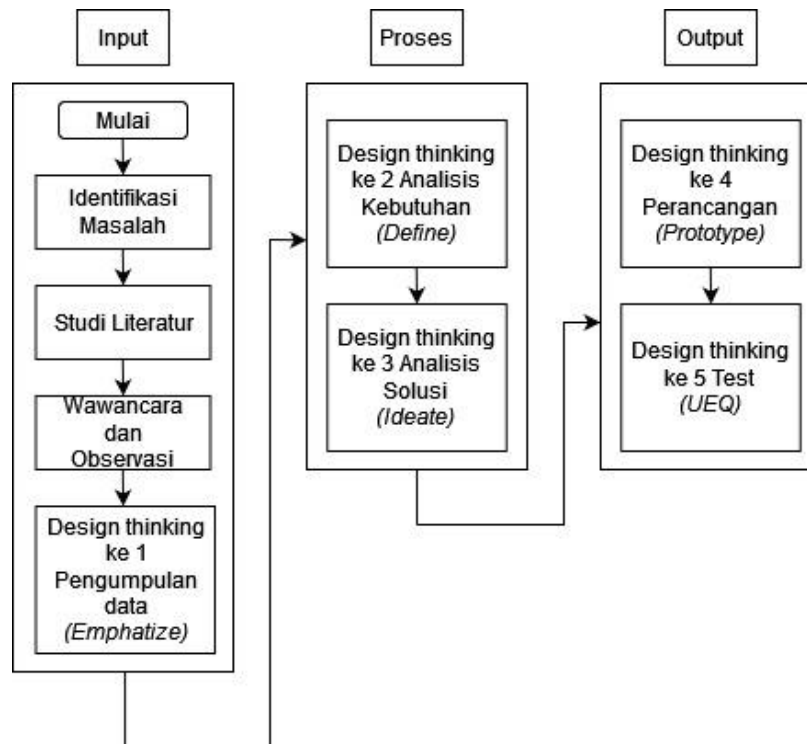 Input
Mulai
Identifikasi
Masalah
Studi Literatur
Wawancara
dan
Observasi
Design thinking
ke 1
Pengumpulan
data
(Emphatize)
Proses
Design thinking
ke 2 Analisis
Kebutuhan
(Define)
Design thinking
ke 3 Analisis
Solusi
(Ideate)
Output
Design thinking
ke 4
Perancangan
(Prototype)
Design thinking
ke 5 Test
(UEQ)